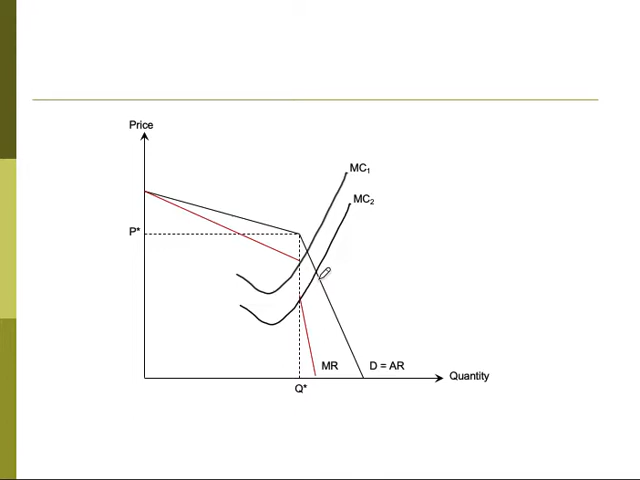 Price
MC₁
MC₂
P*
MR
D = AR
Quantity
Q*